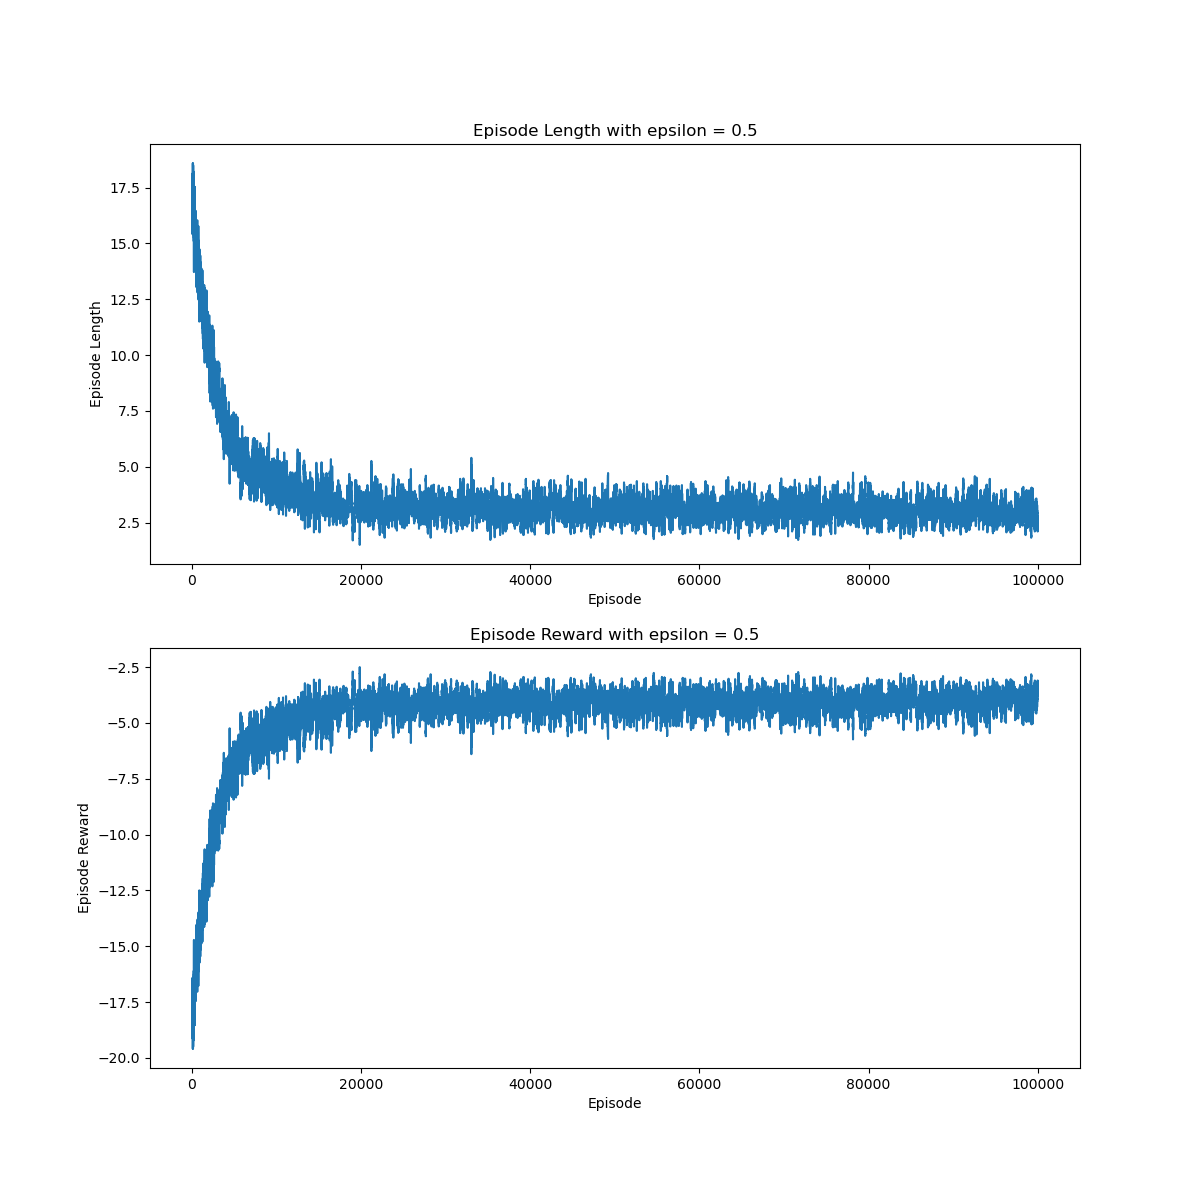 Episode Length with epsilon = 0.5
17.5
15.0
12.5
10.0
7.5
5.0
2.5
Episode Length
0 20000 40000 60000 80000 100000
Episode
Episode Reward with epsilon = 0.5
−2.5
−5.0
−7.5
−10.0
−12.5
−15.0
−17.5
−20.0
Episode Reward
0 20000 40000 60000 80000 100000
Episode